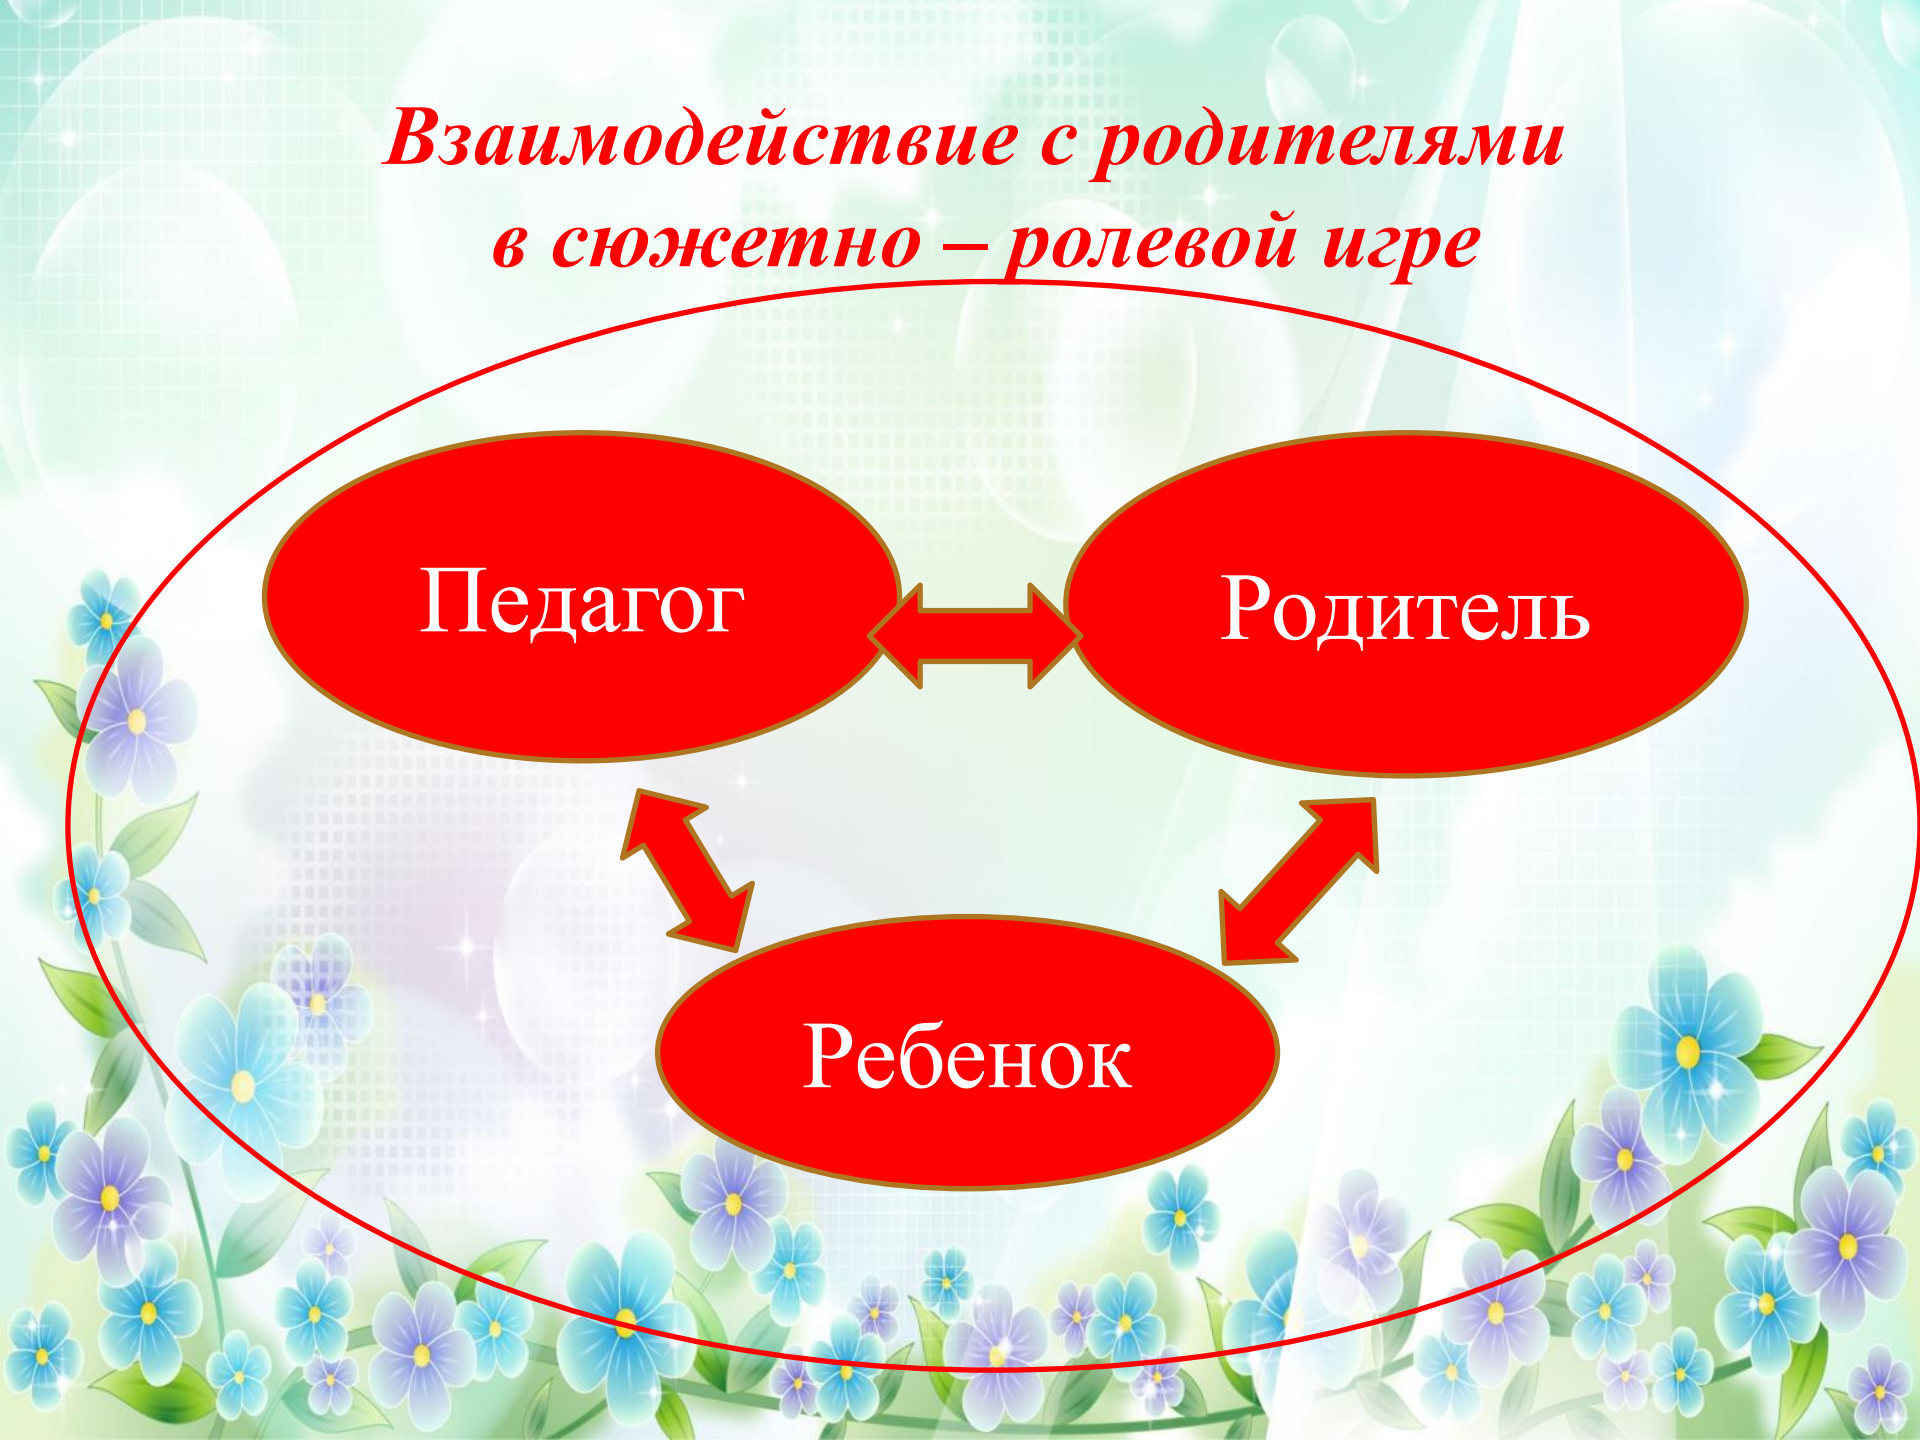 Взаимодействие с родителями
в сюжетно – ролевой игре
Педагог
Родитель
Ребенок